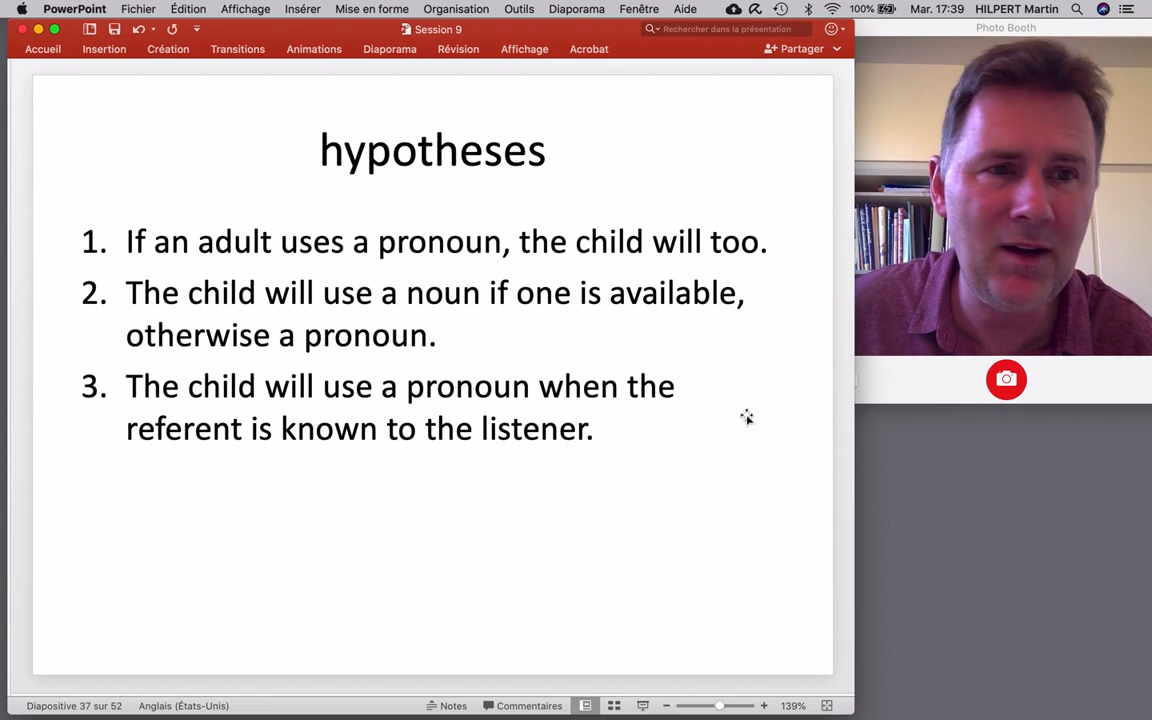 PowerPoint Fichier Édition Affichage Insérer Mise en forme Organisation Outils Diaporama Fenêtre Aide 100% Mar. 17:39 HILPERT Martin
Session 9
Rechercher dans la présentation
Photo Booth
Accueil Insertion Création Transitions Animations Diaporama Révision Affichage Acrobat Partager
hypotheses
1. If an adult uses a pronoun, the child will too.
2. The child will use a noun if one is available,
otherwise a pronoun.
3. The child will use a pronoun when the
referent is known to the listener.
Diapositive 37 sur 52 Anglais (États-Unis) Notes Commentaires 139%